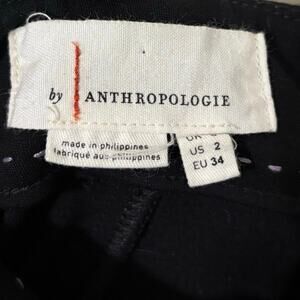 by ANTHROPOLOGIE
made in philippines
fabriqué aux philippines
US 2
EU 34